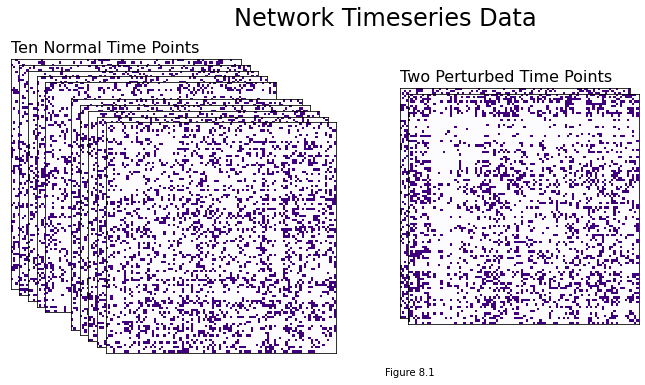 Network Timeseries Data
Ten Normal Time Points
Two Perturbed Time Points
Figure 8.1